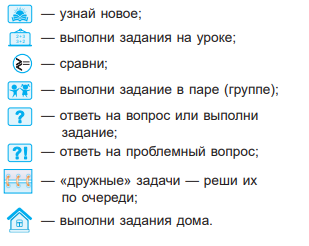 — узнай новое;
— выполни задания на уроке;
— сравни;
— выполни задание в паре (группе);
? — ответь на вопрос или выполни
задание;
?! — ответь на проблемный вопрос;
— «дружные» задачи — реши их
по очереди;
— выполни задания дома.